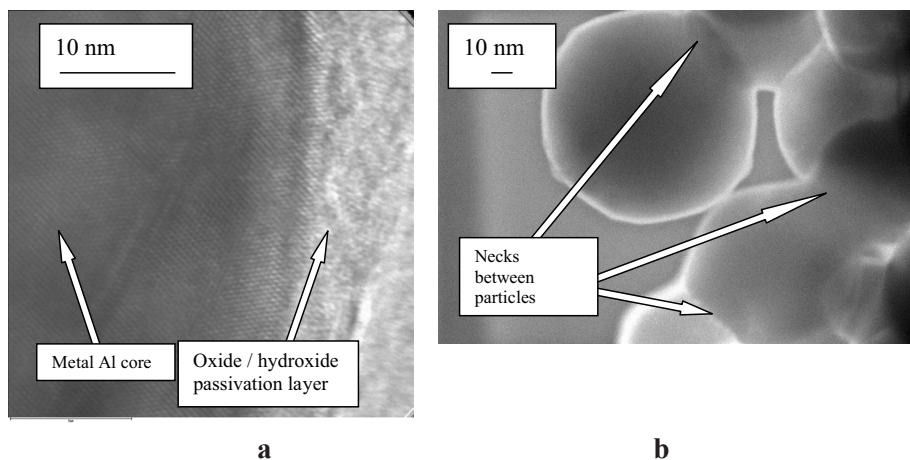 10 nm
10 nm
Necks
between
particles
Metal Al core
Oxide / hydroxide
passivation layer
a
b